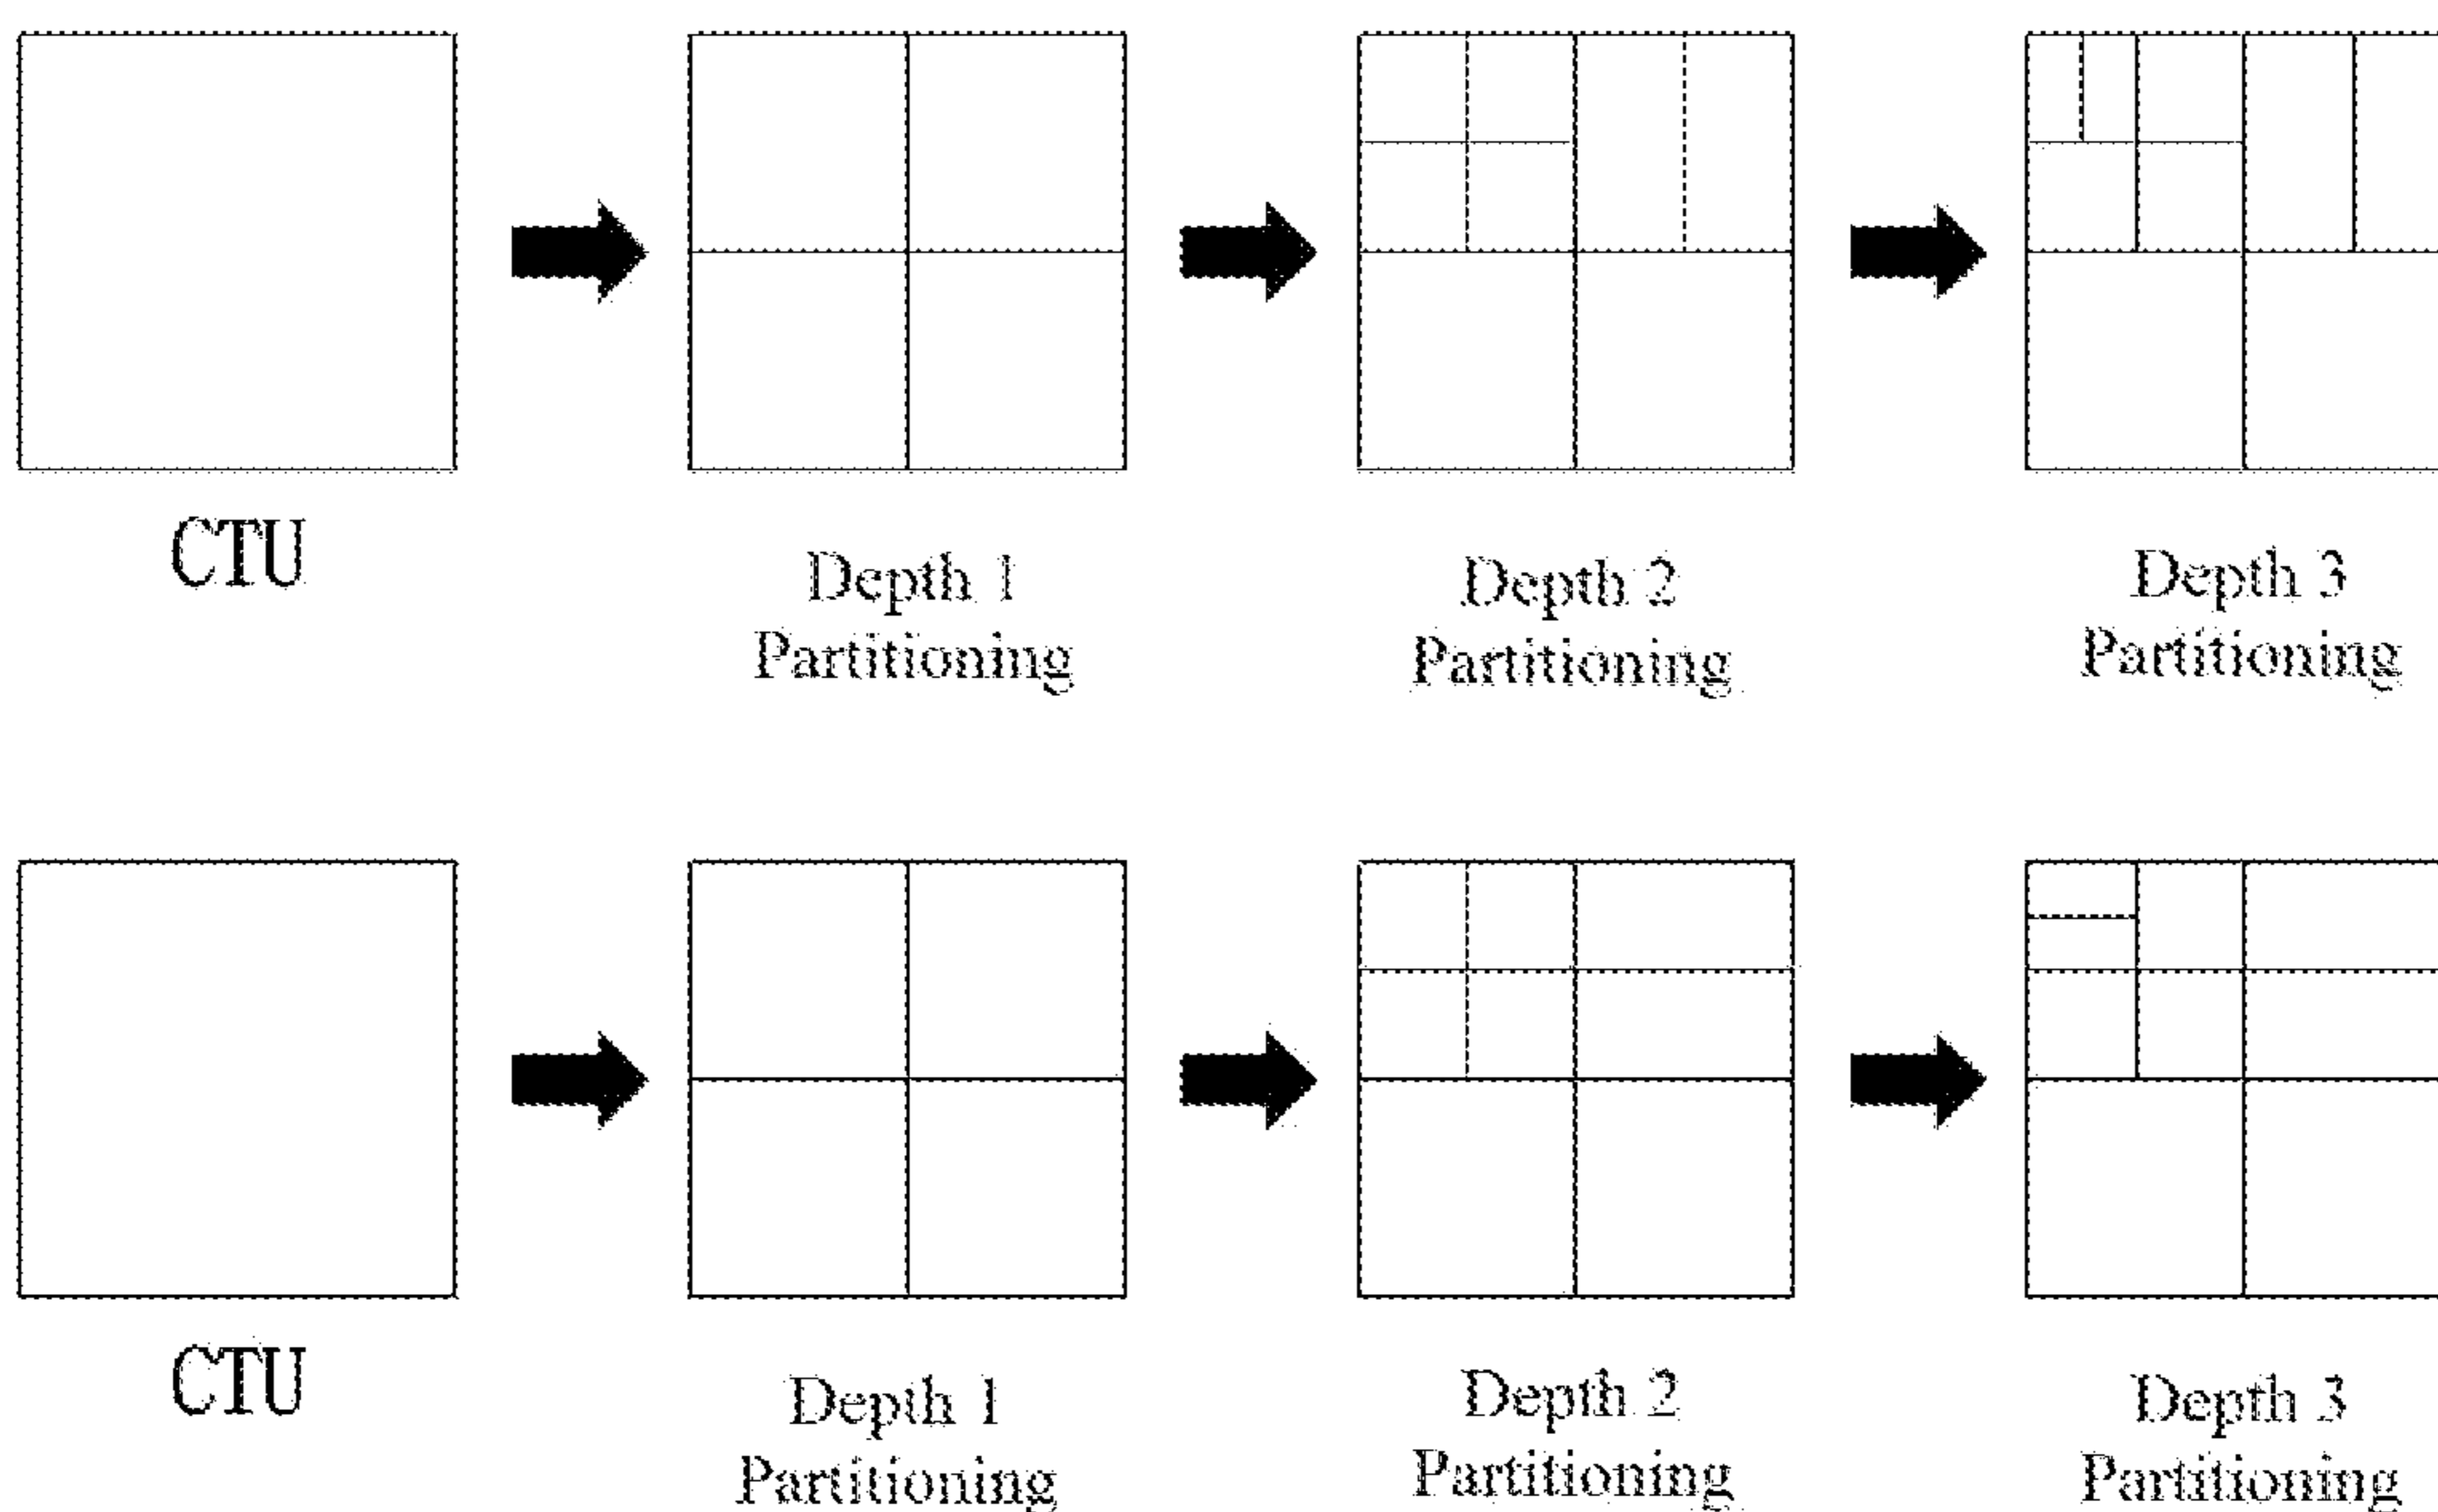 CTU
Depth 1
Partitioning
Depth 2
Partitioning
Depth 3
Partitioning
CTU
Depth 1
Partitioning
Depth 2
Partitioning
Depth 3
Partitioning